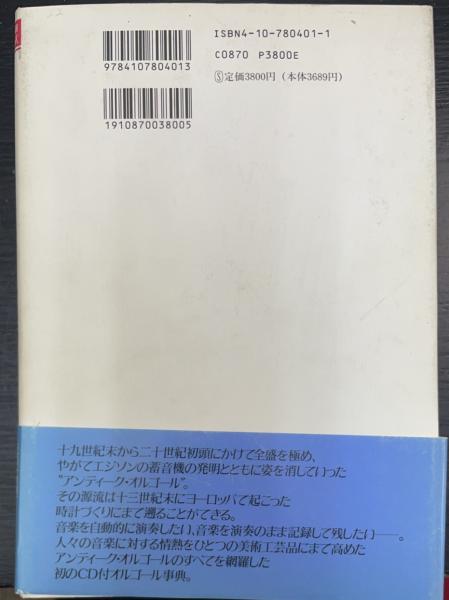 ISBN4-10-780401-1
C0870 P3800E
Ⓢ定価3800円（本体3689円）
9784107804013
1910870038005
十九世紀末から二十世紀初頭にかけて全盛を極め、
やがてエジソンの蓄音機の発明とともに姿を消していった
“アンティーク・オルゴール”。
その源流は十三世紀末にヨーロッパで起こった
時計づくりにまで遡ることができる。
音楽を自動的に演奏したい、音楽を演奏のまま記録して残したい――。
人々の音楽に対する情熱をひとつの美術工芸品にまで高めた
アンティーク・オルゴールのすべてを網羅した
初のCD付オルゴール事典。